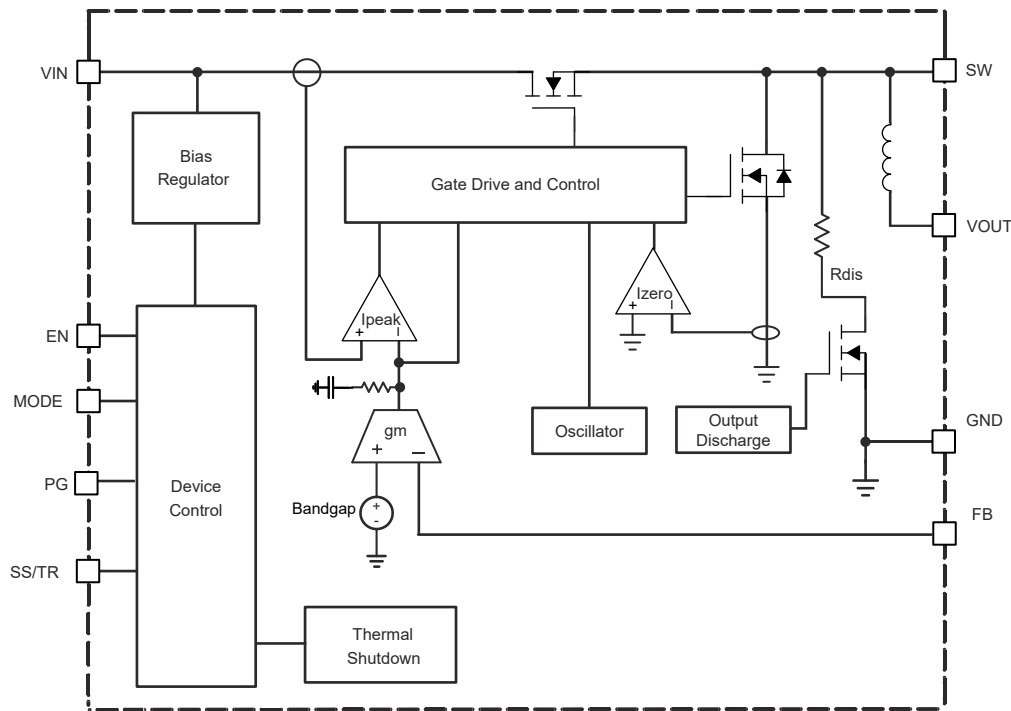 VIN
SW
Bias
Regulator
Gate Drive and Control
VOUT
Rdis
Izero
+ –
Ipeak
+ –
EN
MODE
PG
SS/TR
gm
+ –
Oscillator
Output
Discharge
GND
Device
Control
Bandgap
+
-
FB
Thermal
Shutdown